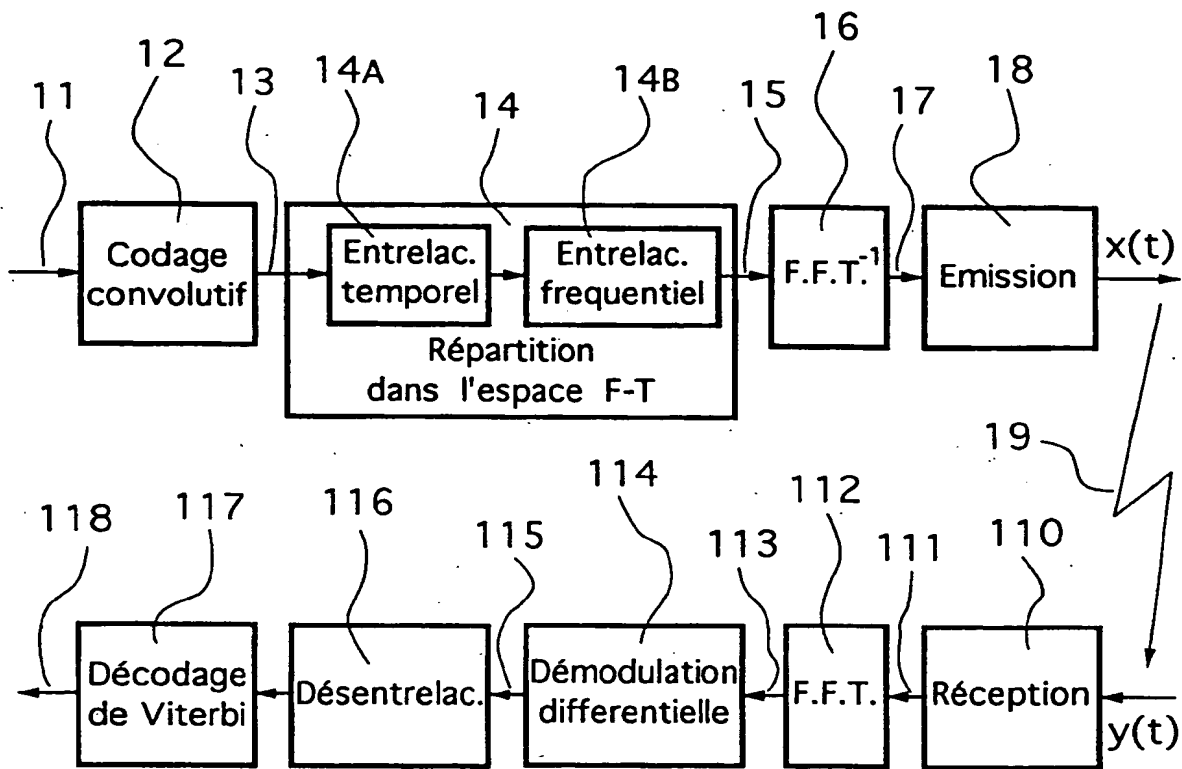 16
12
14A
14B
18
11
13
14
15
17
Codage
convolutif
Entrelac.
temporel
Entrelac.
frequentiel
F.F.T.⁻¹
Emission
x(t)
Répartition
dans l'espace F-T
19
114
112
117
116
118
115
113
111
110
Décodage
de Viterbi
Désentrelac.
Démodulation
differentielle
F.F.T.
Réception
y(t)